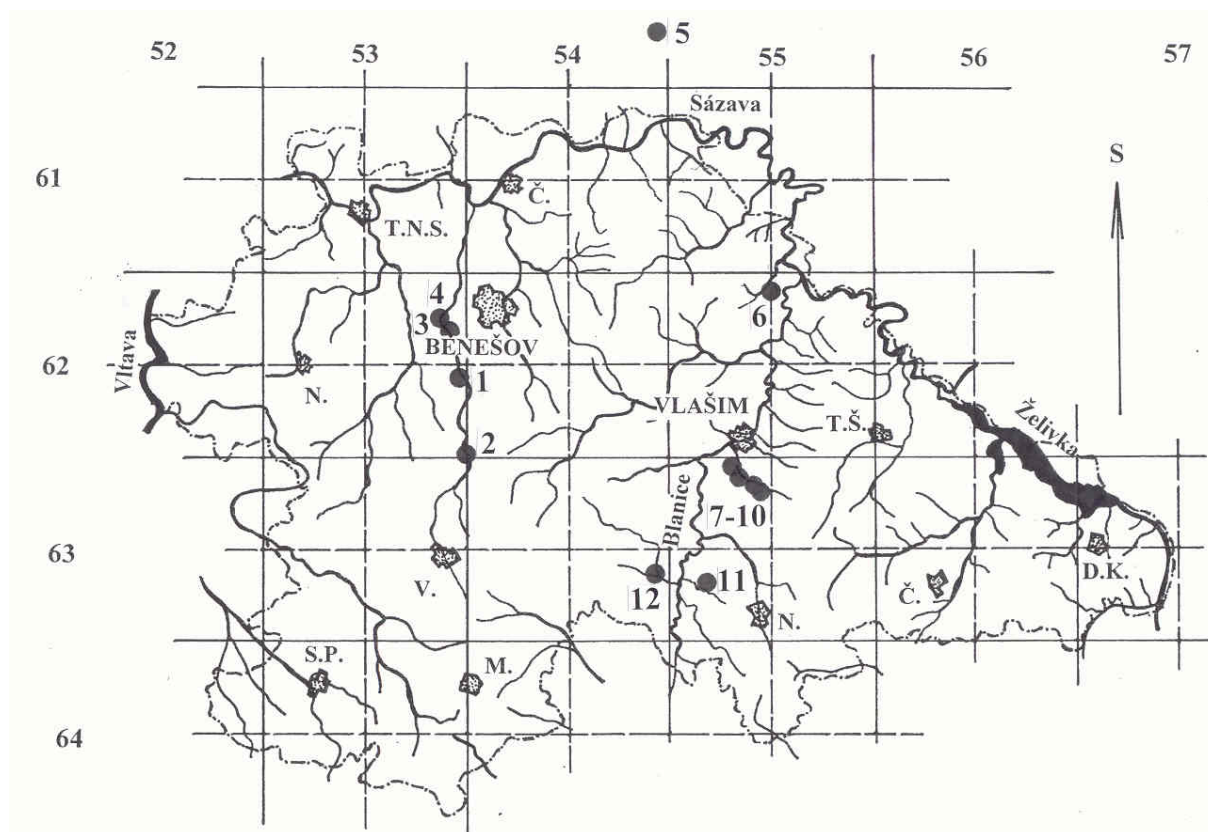 5
52 53 54 55 56 57
Sázava
S
61
Č.
T.N.S.
4
3
6
BENEŠOV
Vltava
62
1
N.
VLAŠIM
T.Š.
Želivka
2
7-10
Blanice
63
D.K.
V.
12
11
Č.
N.
S.P.
M.
64